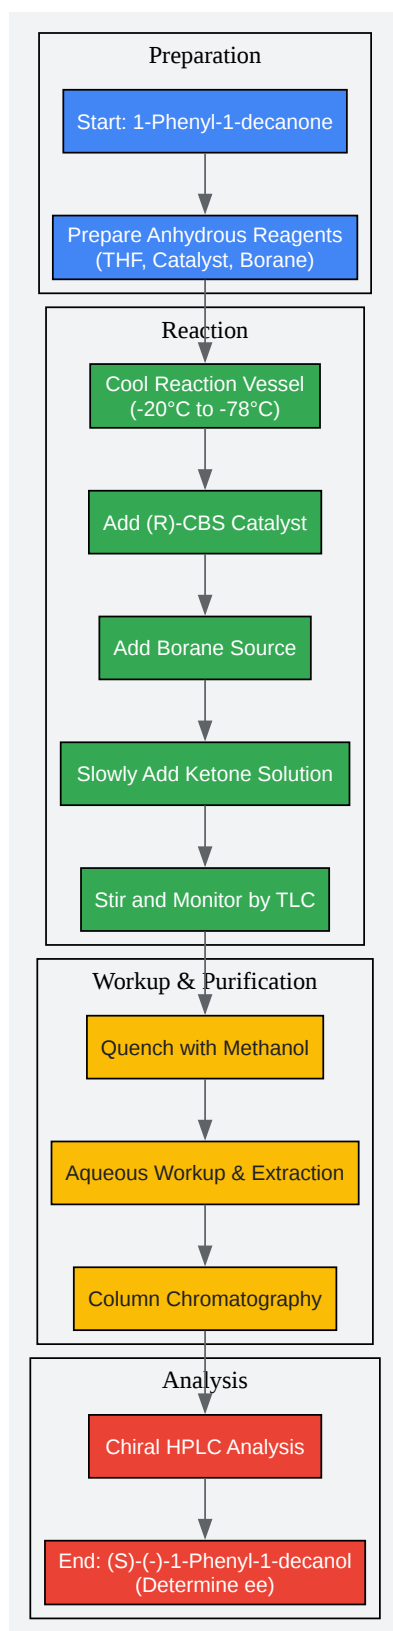 Preparation
Start: 1-Phenyl-1-decanone
Prepare Anhydrous Reagents
(THF, Catalyst, Borane)
Reaction
Cool Reaction Vessel
(-20°C to -78°C)
Add (R)-CBS Catalyst
Add Borane Source
Slowly Add Ketone Solution
Stir and Monitor by TLC
Workup & Purification
Quench with Methanol
Aqueous Workup & Extraction
Column Chromatography
Analysis
Chiral HPLC Analysis
End: (S)-(-)-1-Phenyl-1-decanol
(Determine ee)